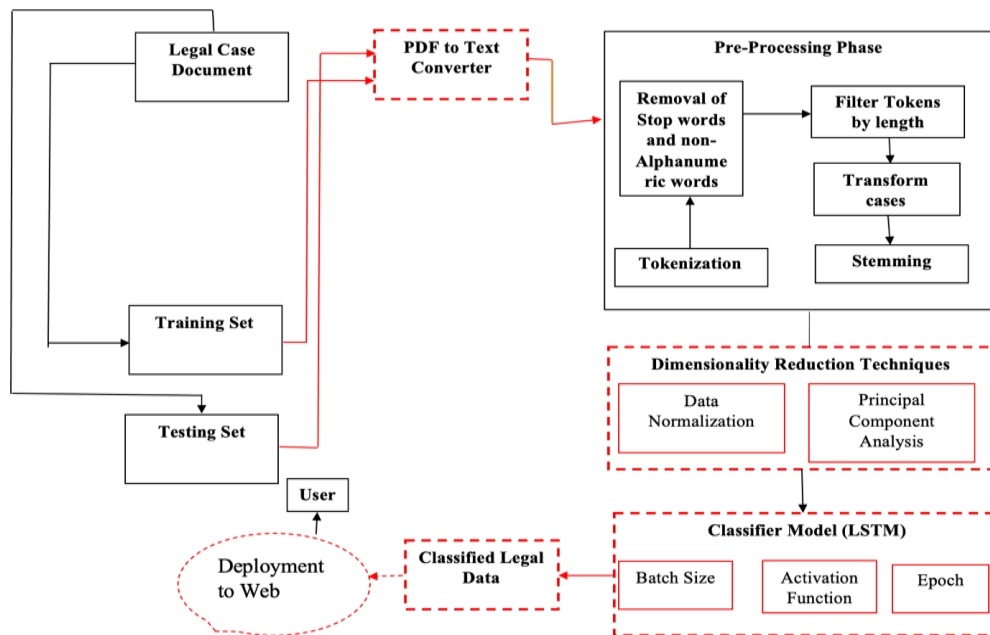 Legal Case
Document
PDF to Text
Converter
Pre-Processing Phase
Removal of
Stop words
and non-
Alphanume
ric words
Filter Tokens
by length
Transform
cases
Tokenization
Stemming
Training Set
Testing Set
Dimensionality Reduction Techniques
Data
Normalization
Principal
Component
Analysis
Classifier Model (LSTM)
Batch Size
Activation
Function
Epoch
Classified Legal
Data
Deployment
to Web
User